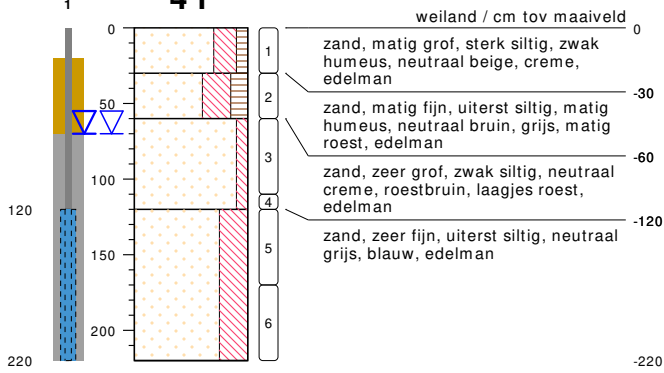 1
weiland / cm tov maaiveld
0
0
zand, matig grof, sterk siltig, zwak
humeus, neutraal beige, creme,
edelman
1
-30
50
2
zand, matig fijn, uiterst siltig, matig
humeus, neutraal bruin, grijs, matig
roest, edelman
-60
3
zand, zeer grof, zwak siltig, neutraal
creme, roestbruin, laagjes roest,
edelman
100
4
120
-120
zand, zeer fijn, uiterst siltig, neutraal
grijs, blauw, edelman
5
150
6
200
220
-220